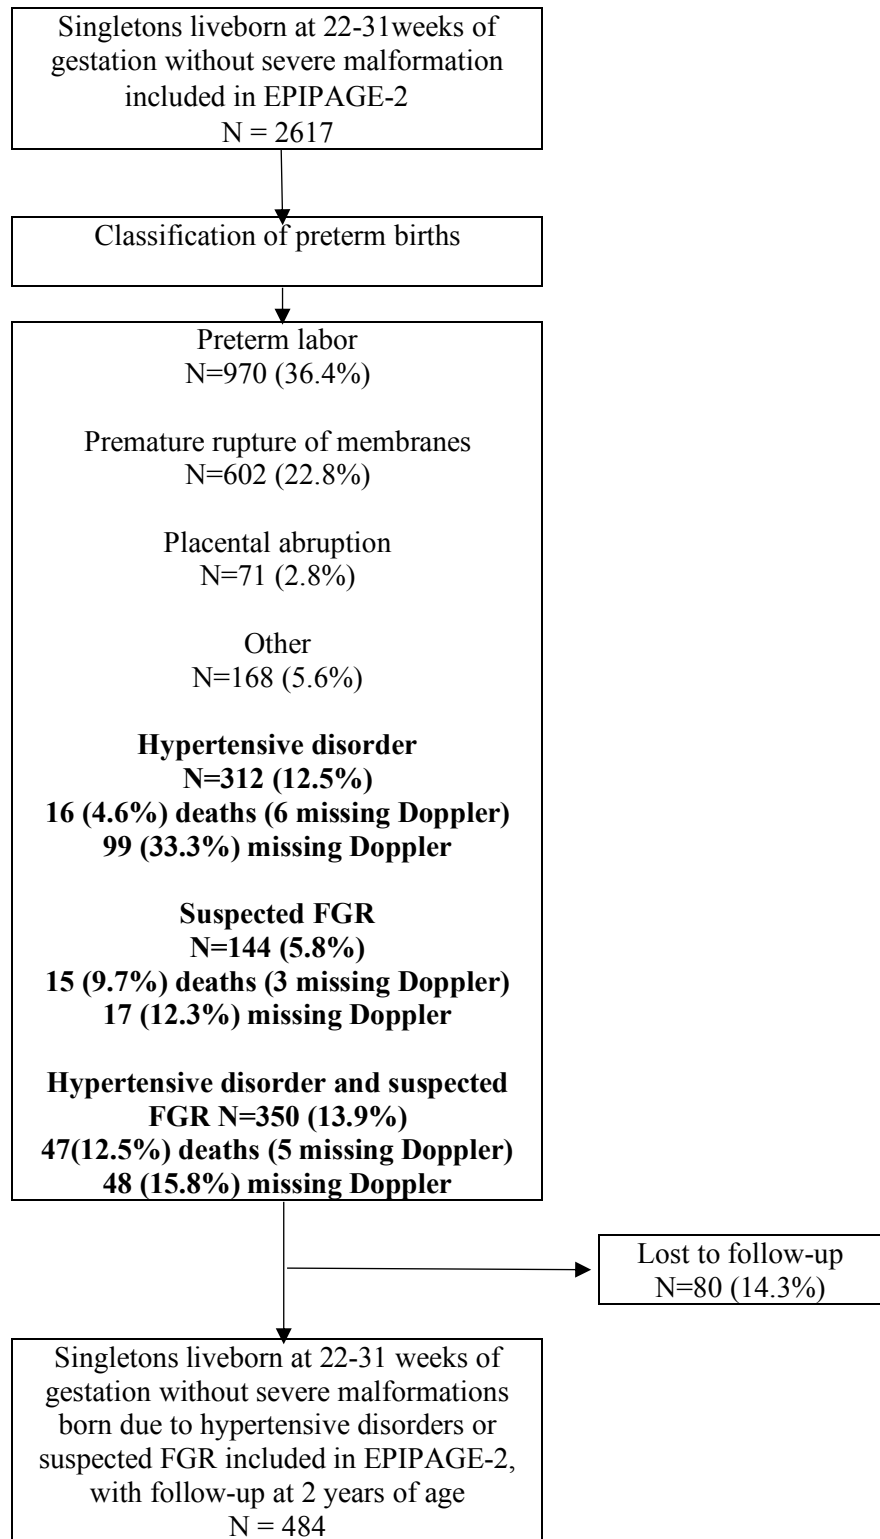 Singletons liveborn at 22-31weeks of
gestation without severe malformation
included in EPIPAGE-2
N = 2617
Classification of preterm births
Preterm labor
N=970 (36.4%)
Premature rupture of membranes
N=602 (22.8%)
Placental abruption
N=71 (2.8%)
Other
N=168 (5.6%)
Hypertensive disorder
N=312 (12.5%)
16 (4.6%) deaths (6 missing Doppler)
99 (33.3%) missing Doppler
Suspected FGR
N=144 (5.8%)
15 (9.7%) deaths (3 missing Doppler)
17 (12.3%) missing Doppler
Hypertensive disorder and suspected
FGR N=350 (13.9%)
47(12.5%) deaths (5 missing Doppler)
48 (15.8%) missing Doppler
Lost to follow-up
N=80 (14.3%)
Singletons liveborn at 22-31 weeks of
gestation without severe malformations
born due to hypertensive disorders or
suspected FGR included in EPIPAGE-2,
with follow-up at 2 years of age
N = 484